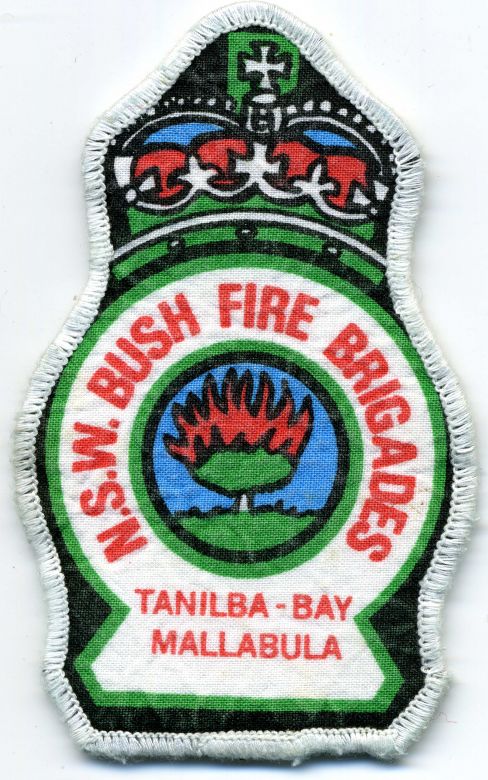 N.S.W. BUSH FIRE BRIGADES
TANILBA-BAY
MALLABULA